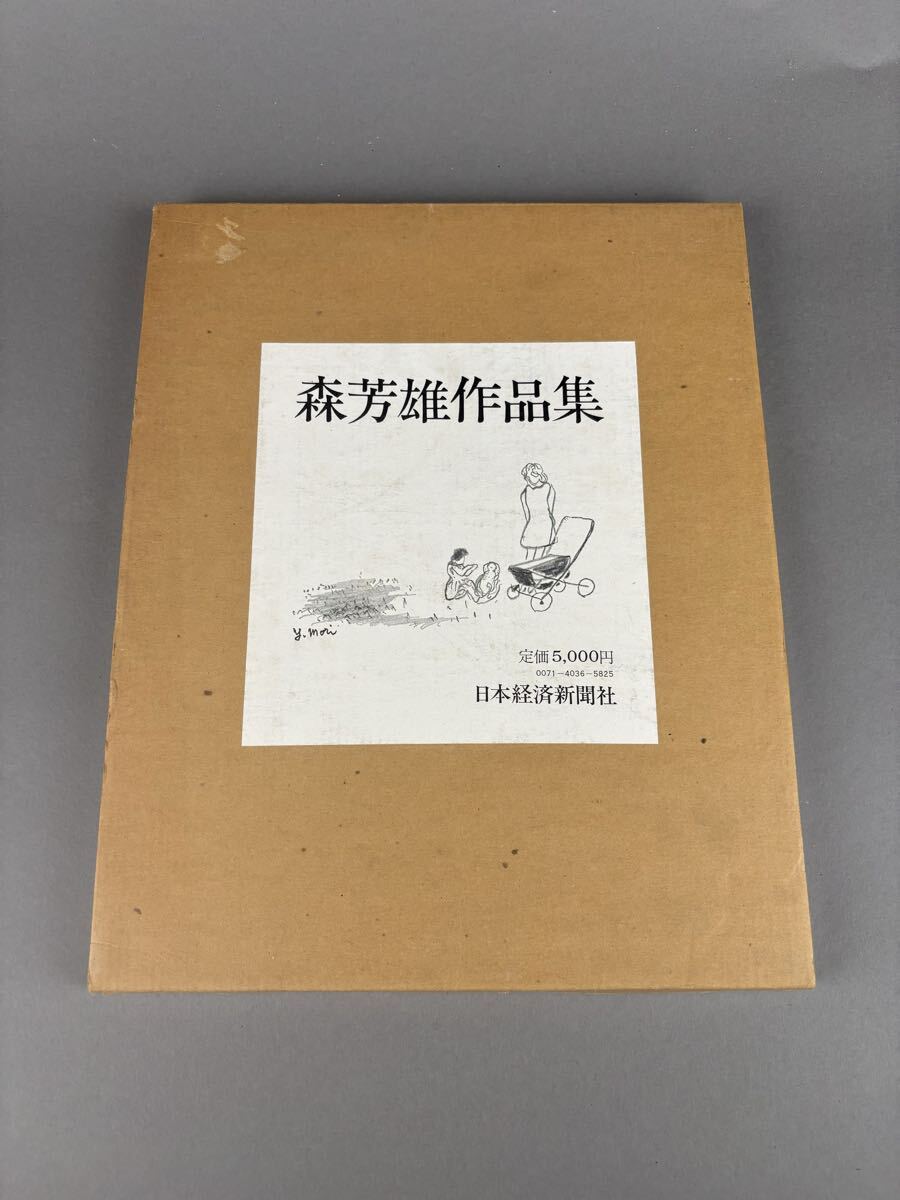 森芳雄作品集
y. mori
定価5,000円
0071-4036-5825
日本経済新聞社